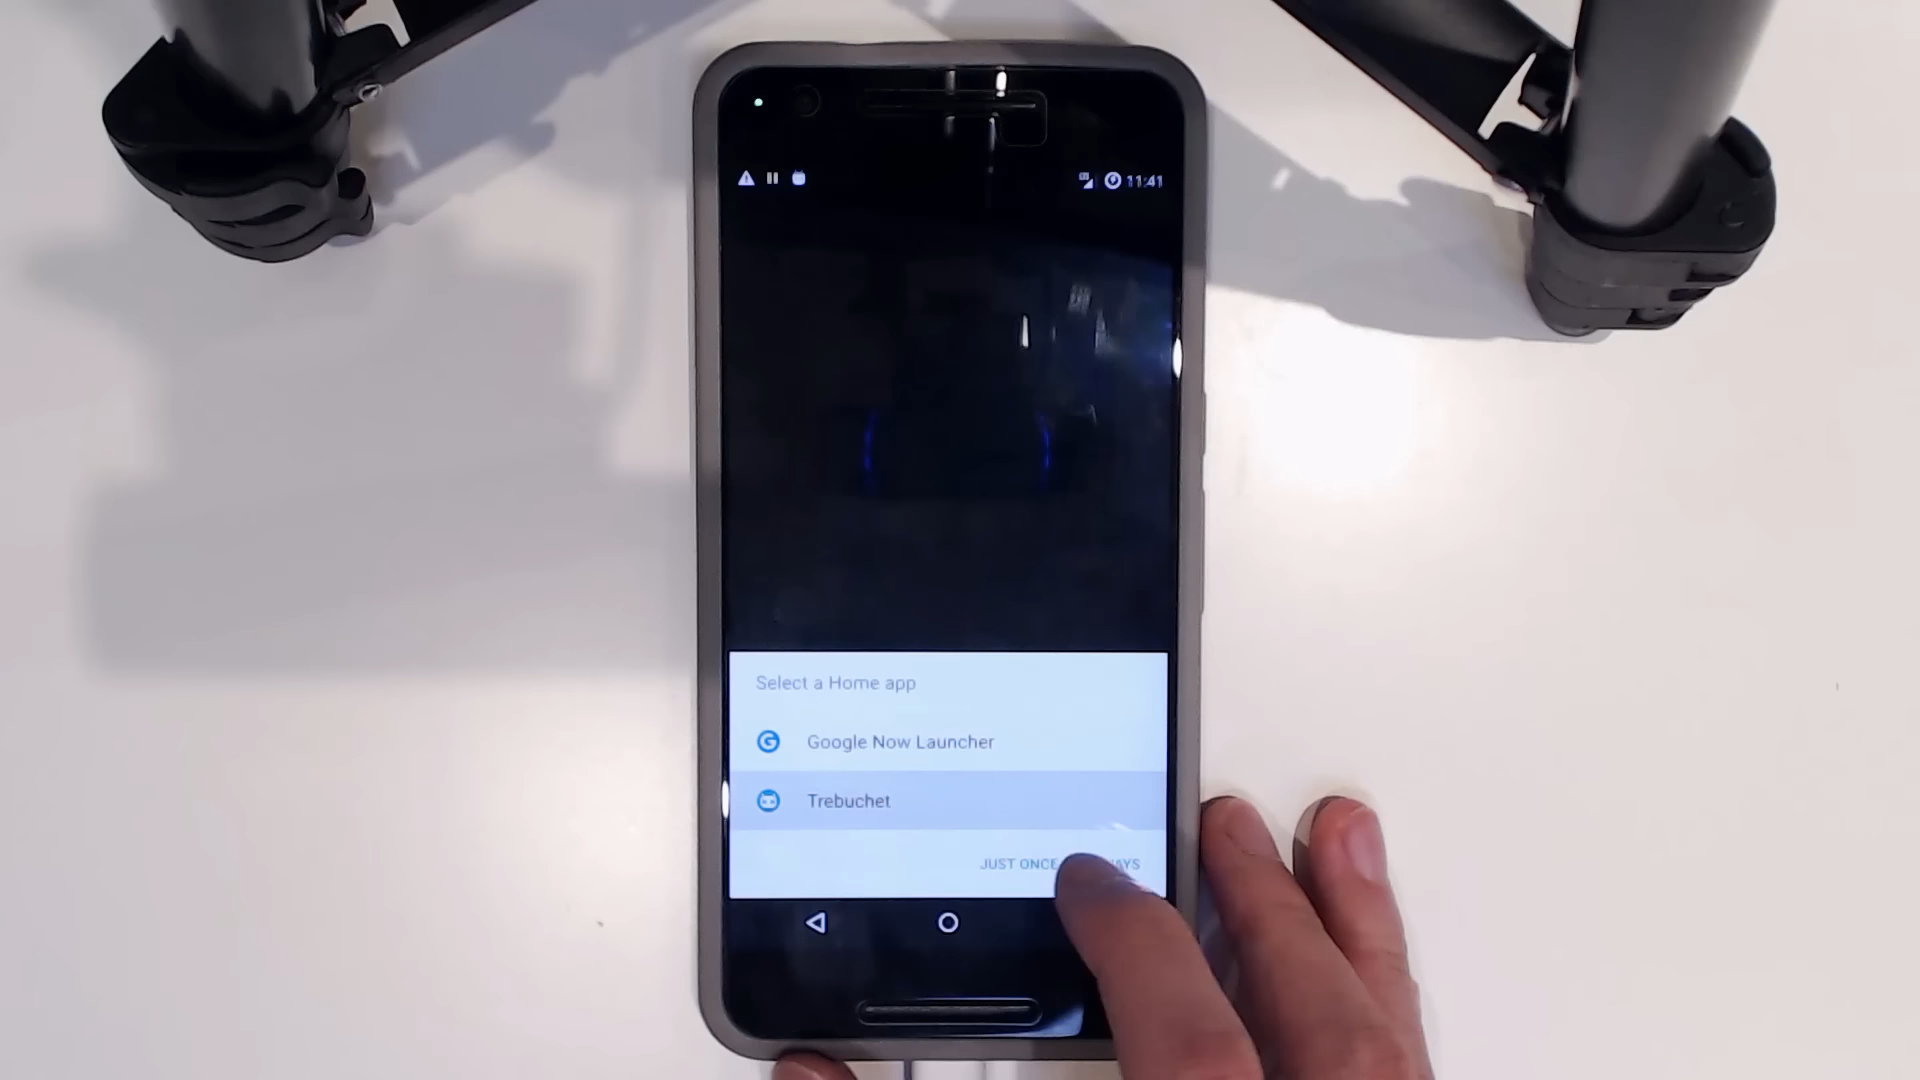 11:41
Select a Home app
Google Now Launcher
Trebuchet
JUST ONCE